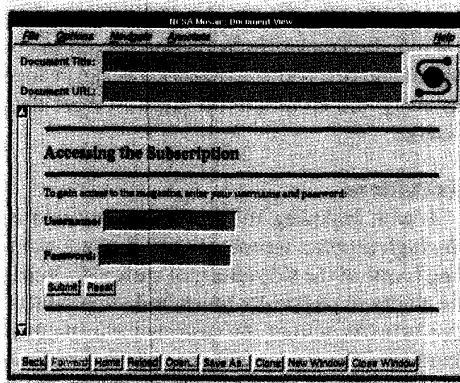 NCSA Mosaic: Document View
File Options Navigate Annotate Help
Document Title:
Document URL:
Accessing the Subscription
To gain access to the magazine, enter your username and password.
Username:
Password:
Submit Reset
Back Forward Home Reload Open... Save As... Clone New Window Close Window